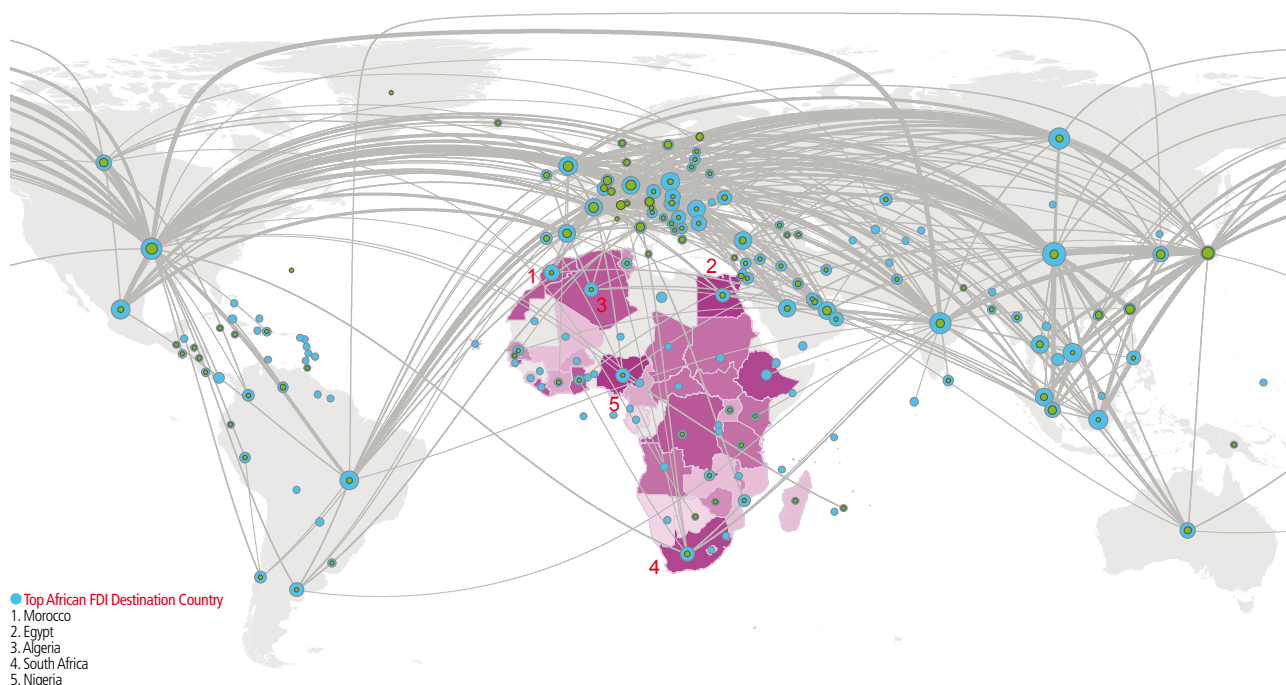 1
2
3
5
4
Top African FDI Destination Country
1. Morocco
2. Egypt
3. Algeria
4. South Africa
5. Nigeria